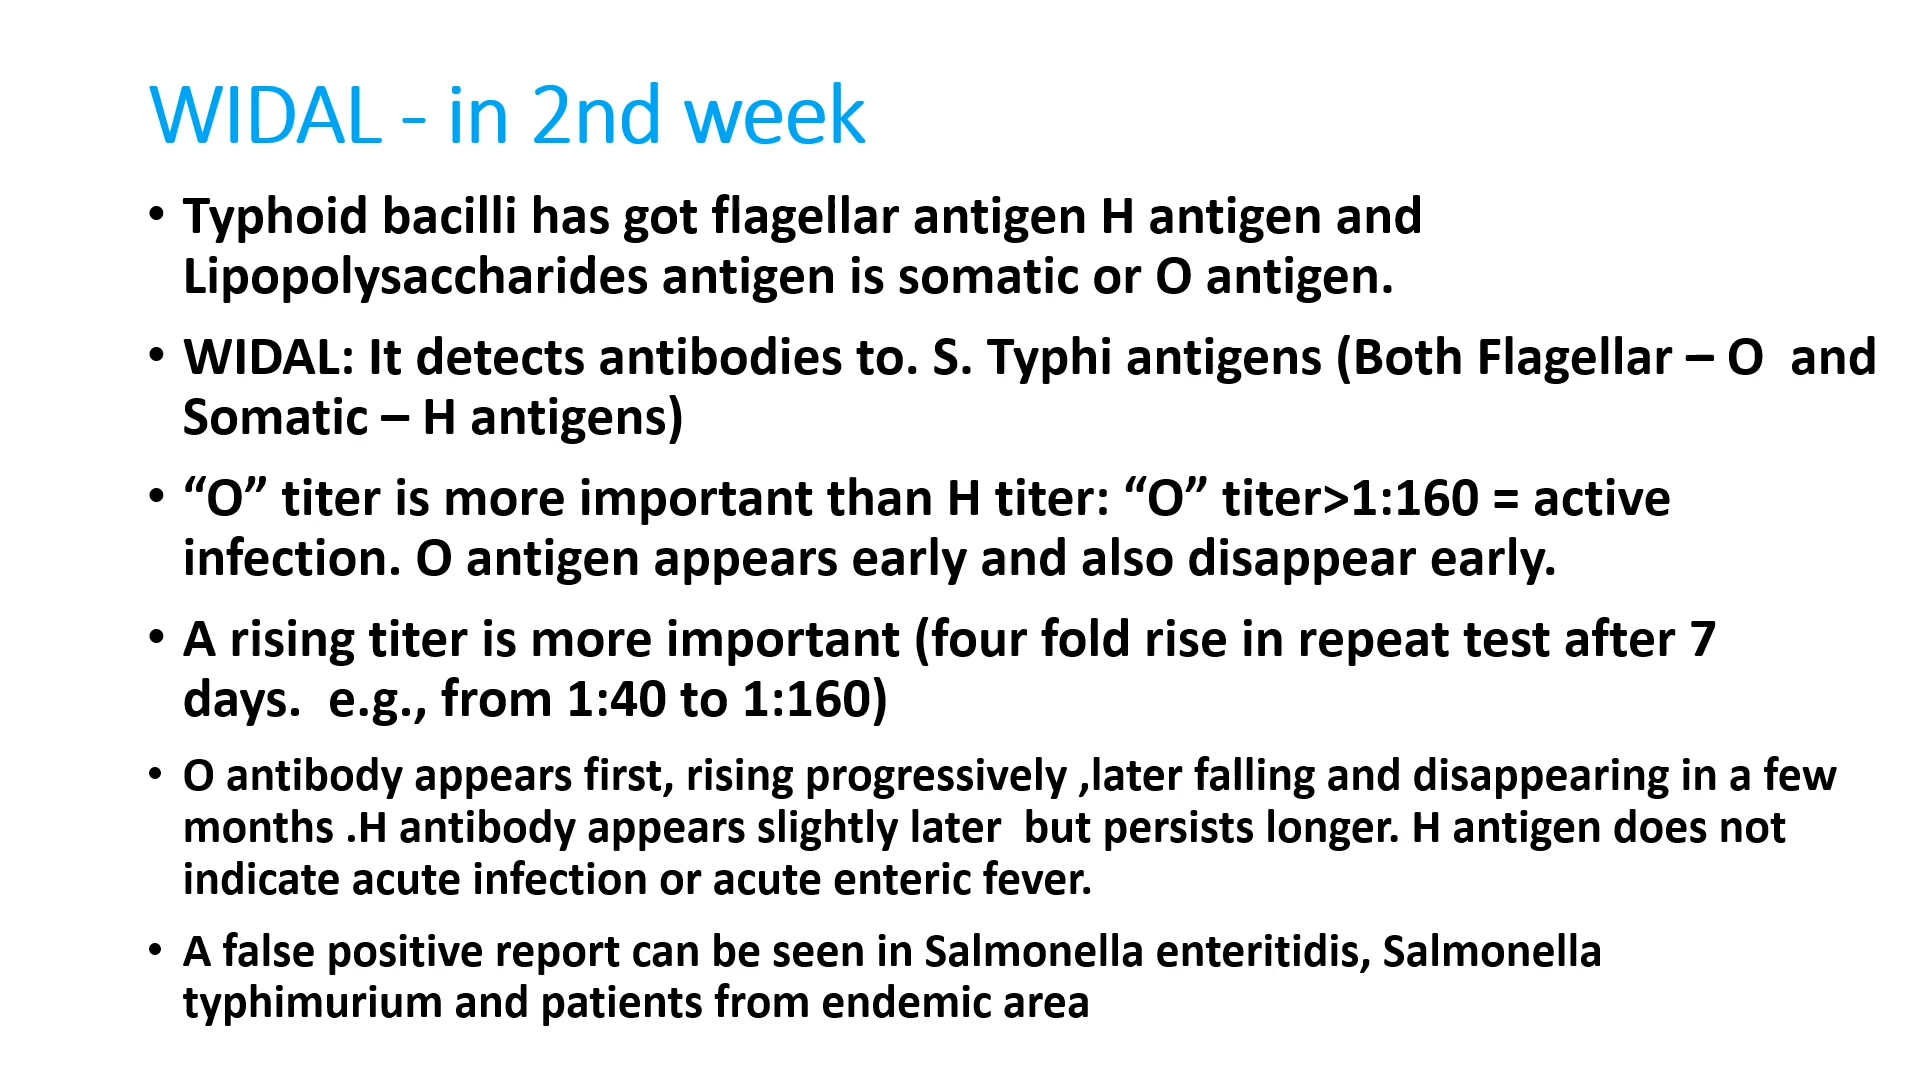 WIDAL - in 2nd week
• Typhoid bacilli has got flagellar antigen H antigen and
Lipopolysaccharides antigen is somatic or O antigen.
• WIDAL: It detects antibodies to. S. Typhi antigens (Both Flagellar – O  and
Somatic – H antigens)
• “O” titer is more important than H titer: “O” titer>1:160 = active
infection. O antigen appears early and also disappear early.
• A rising titer is more important (four fold rise in repeat test after 7
days.  e.g., from 1:40 to 1:160)
• O antibody appears first, rising progressively ,later falling and disappearing in a few
months .H antibody appears slightly later  but persists longer. H antigen does not
indicate acute infection or acute enteric fever.
• A false positive report can be seen in Salmonella enteritidis, Salmonella
typhimurium and patients from endemic area